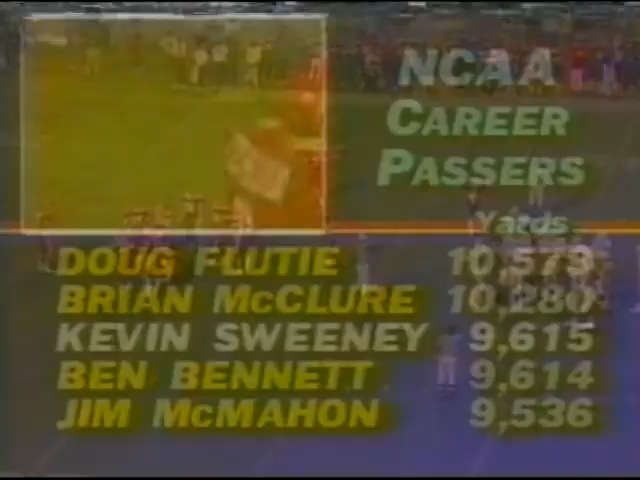 NCAA
CAREER
PASSERS
Yards
DOUG FLUTIE 10,579
BRIAN McCLURE 10,280
KEVIN SWEENEY 9,615
BEN BENNETT 9,614
JIM McMAHON 9,536